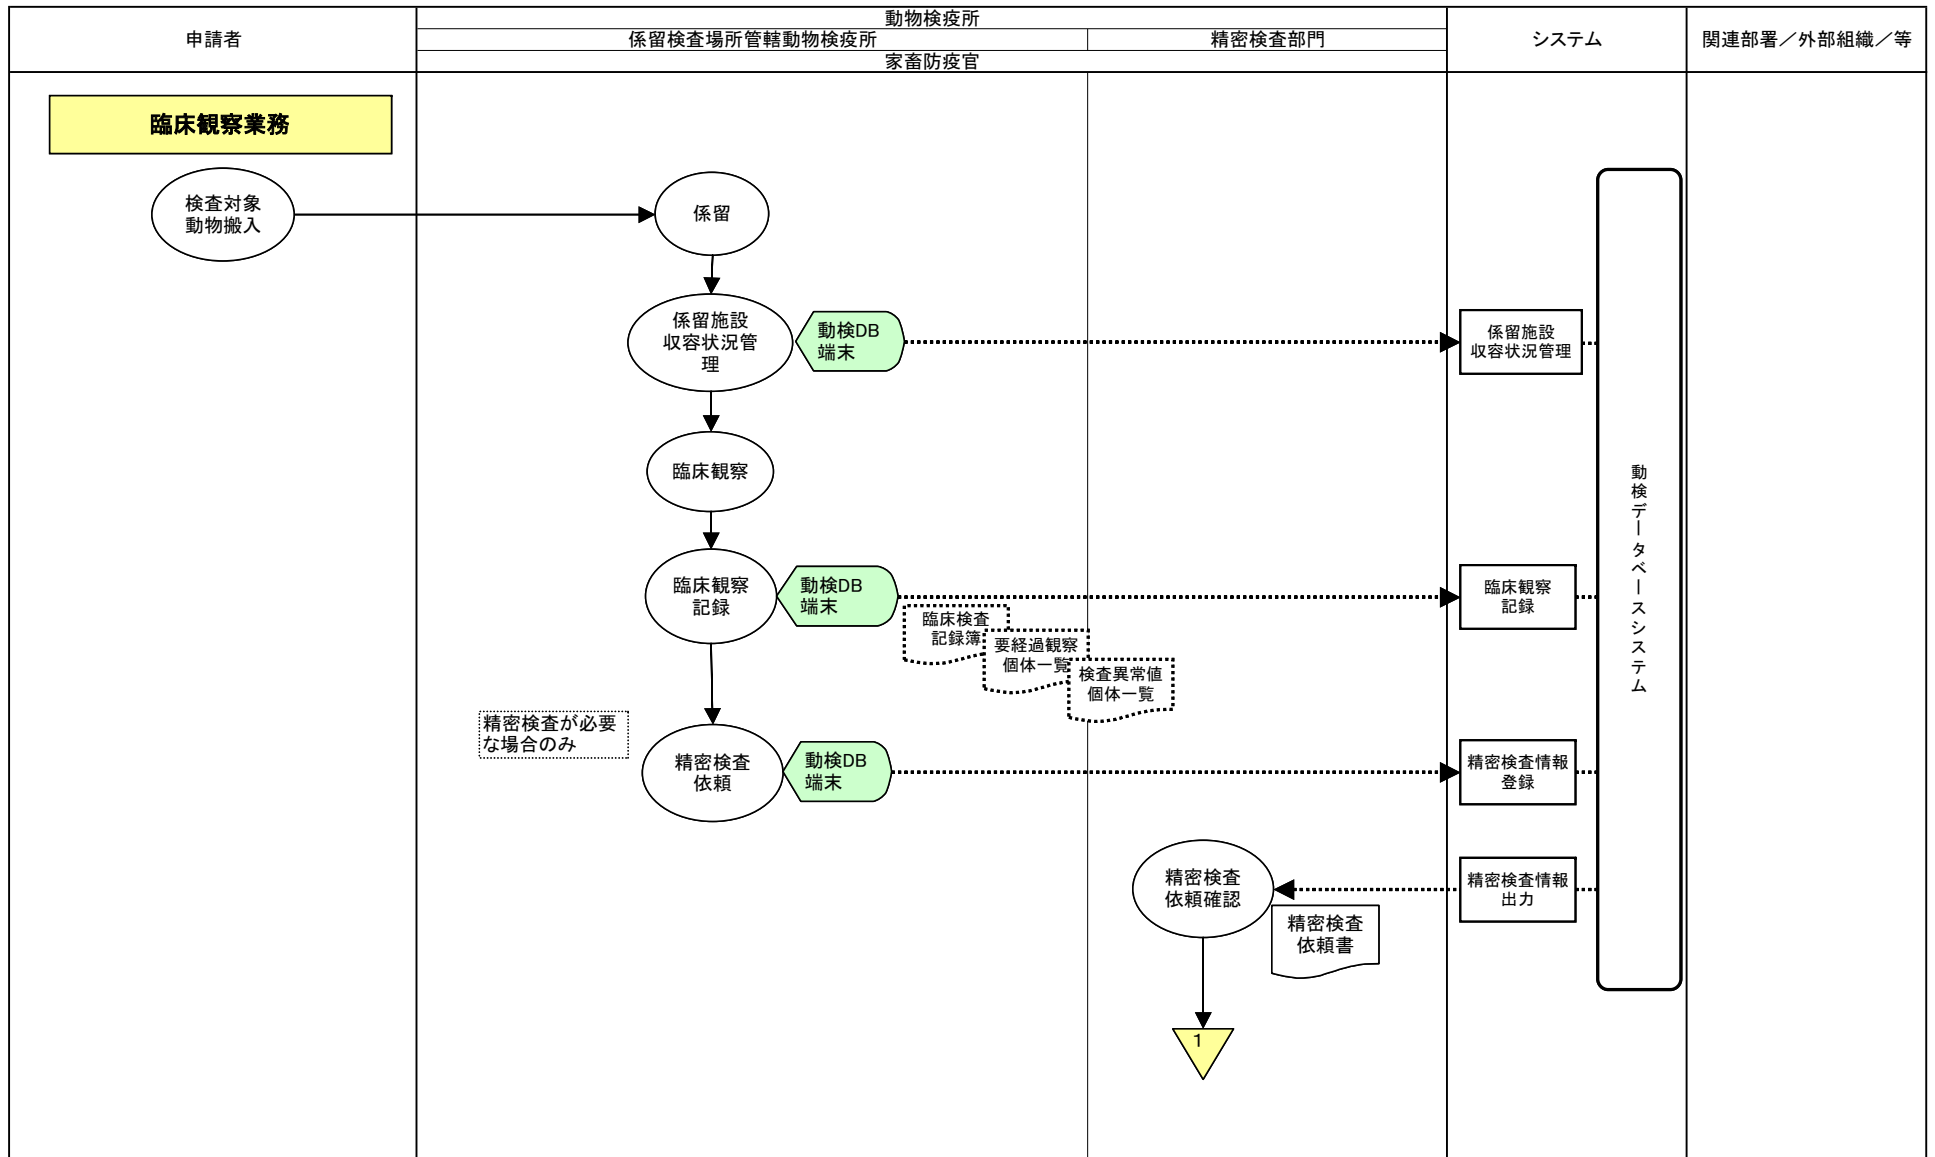 動物検疫所
申請者
係留検査場所管轄動物検疫所
精密検査部門
システム
関連部署／外部組織／等
家畜防疫官
臨床観察業務
検査対象
動物搬入
係留
係留施設
収容状況管
理
動検DB
端末
係留施設
収容状況管理
臨床観察
動検データベースシステム
臨床観察
記録
動検DB
端末
臨床検査
記録簿
要経過観察
個体一覧
検査異常値
個体一覧
臨床観察
記録
精密検査が必要
な場合のみ
精密検査
依頼
動検DB
端末
精密検査情報
登録
精密検査
依頼確認
精密検査
依頼書
精密検査情報
出力
1